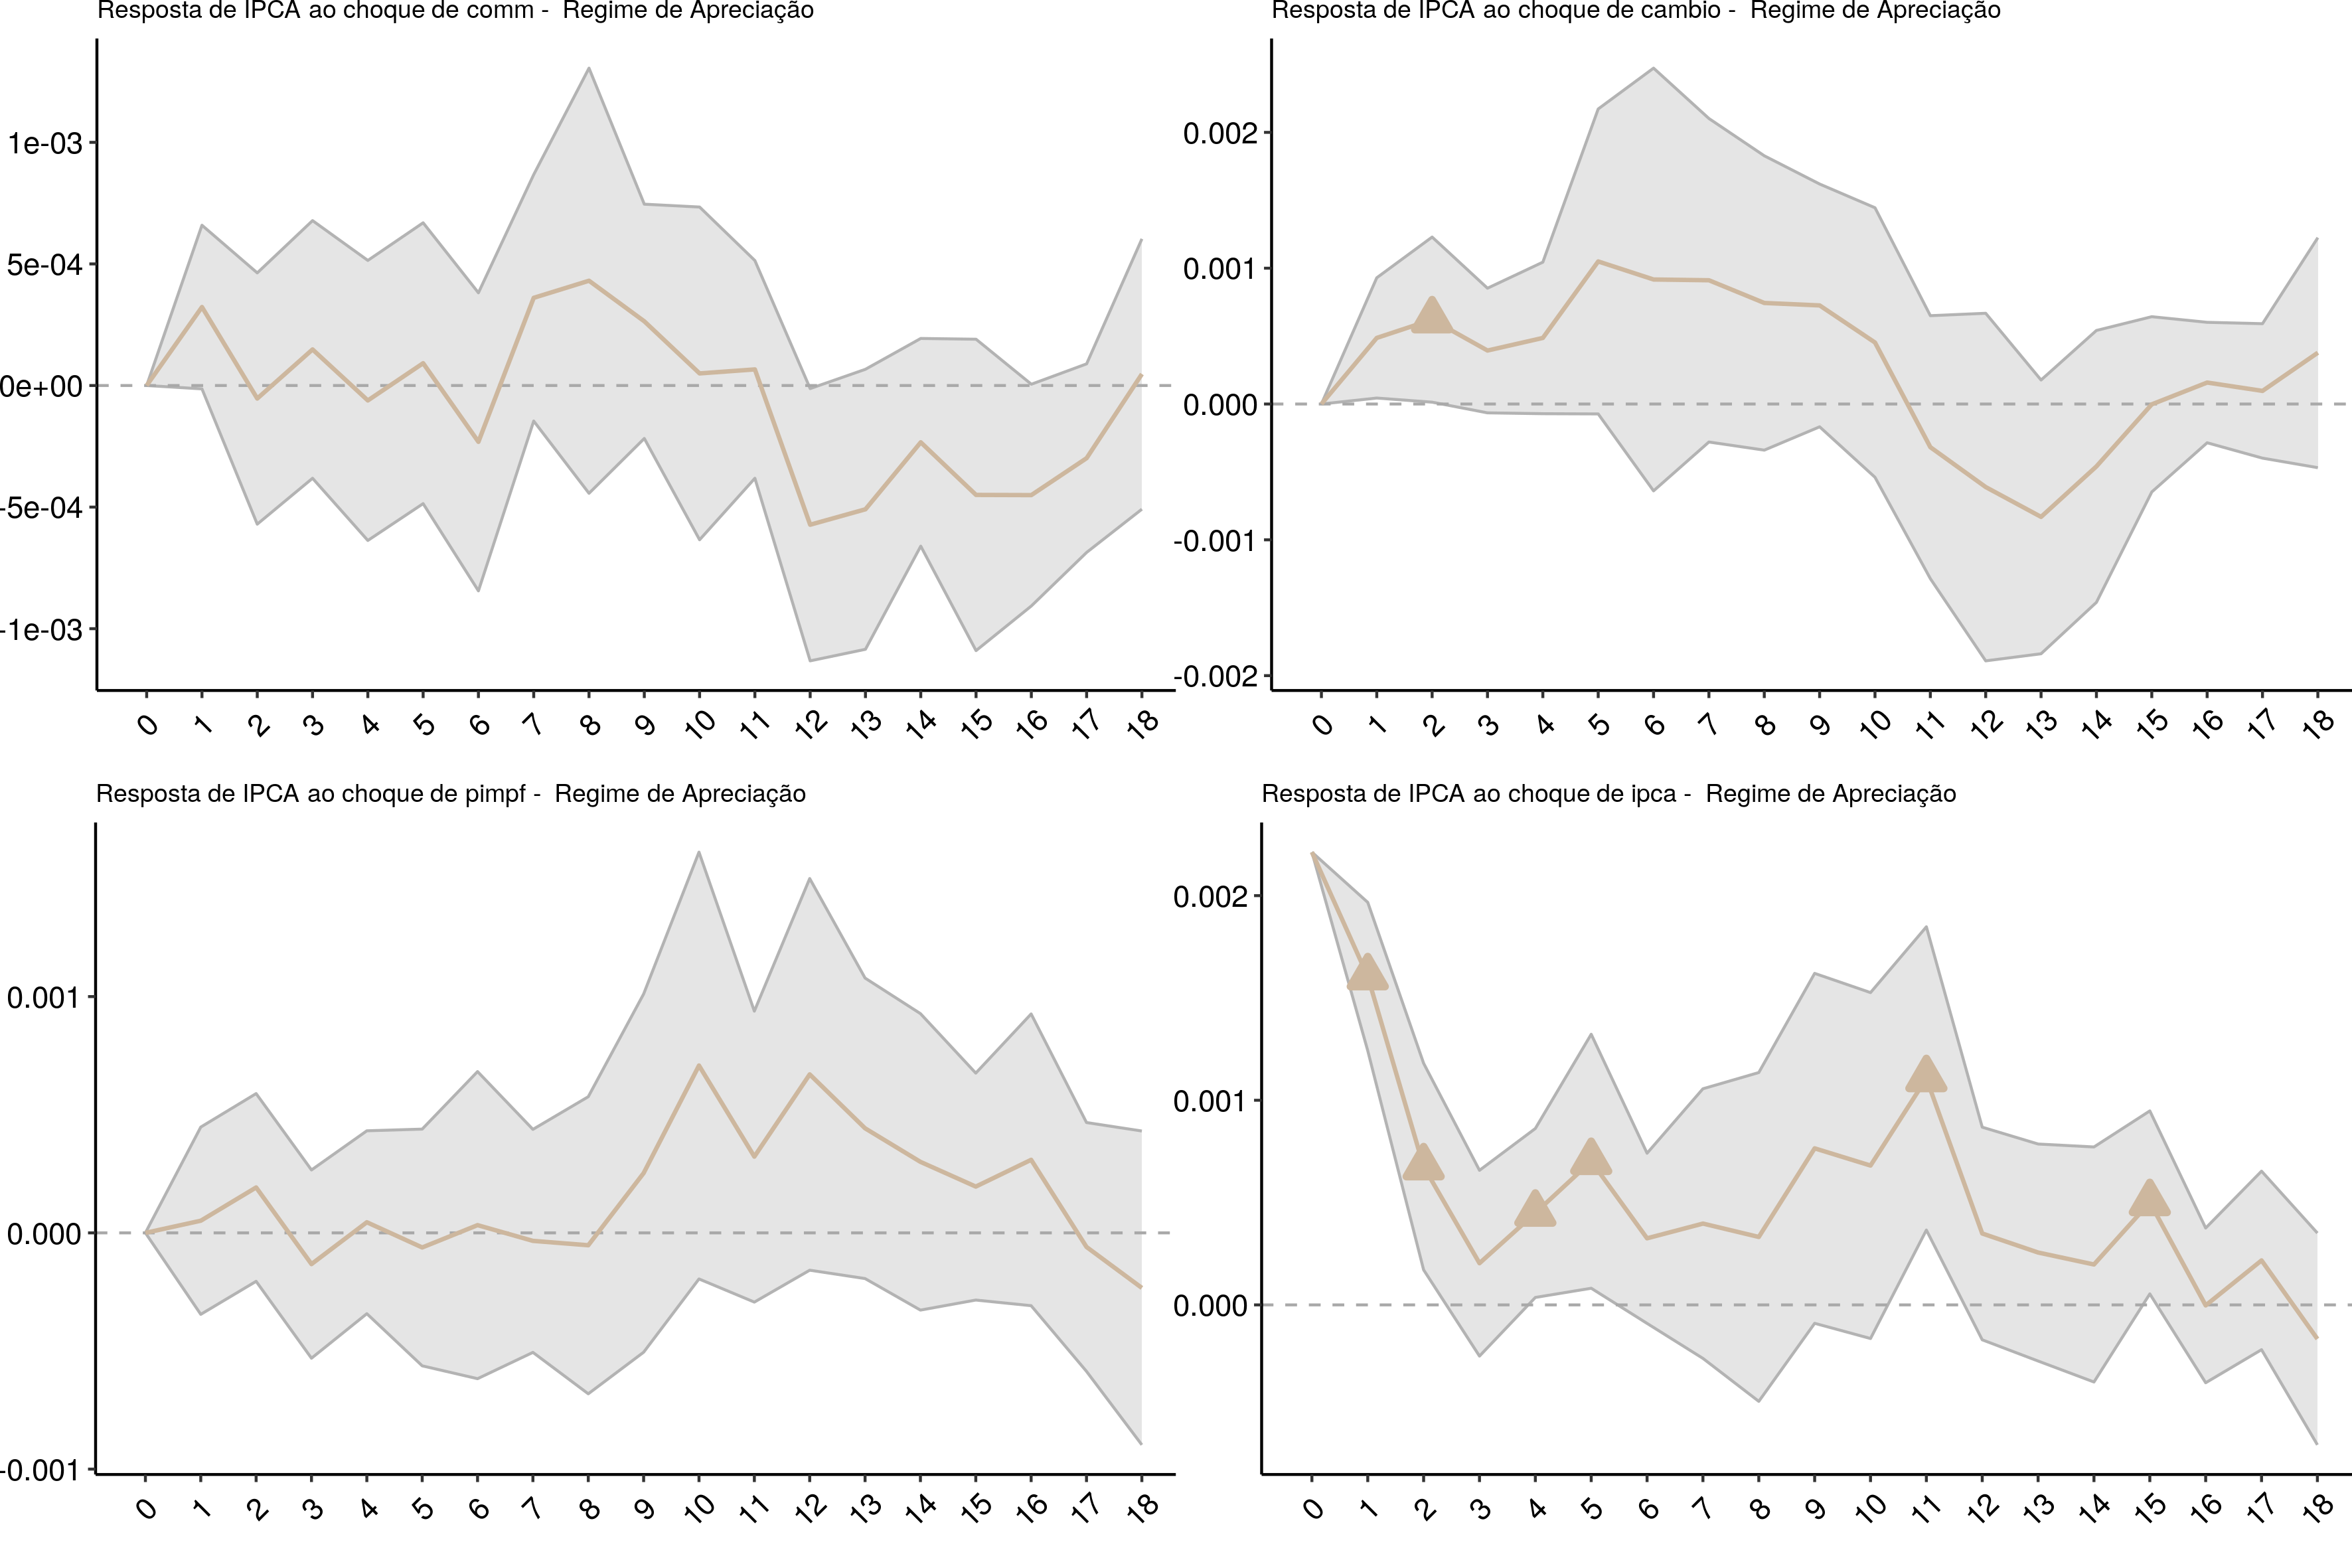 Resposta de IPCA ao choque de comm - Regime de Apreciação
1e-03
5e-04
0e+00
-5e-04
-1e-03
0 1 2 3 4 5 6 7 8 9 10 11 12 13 14 15 16 17 18
Resposta de IPCA ao choque de cambio - Regime de Apreciação
0.002
0.001
0.000
-0.001
-0.002
0 1 2 3 4 5 6 7 8 9 10 11 12 13 14 15 16 17 18
Resposta de IPCA ao choque de pimpf - Regime de Apreciação
0.001
0.000
-0.001
0 1 2 3 4 5 6 7 8 9 10 11 12 13 14 15 16 17 18
Resposta de IPCA ao choque de ipca - Regime de Apreciação
0.002
0.001
0.000
0 1 2 3 4 5 6 7 8 9 10 11 12 13 14 15 16 17 18